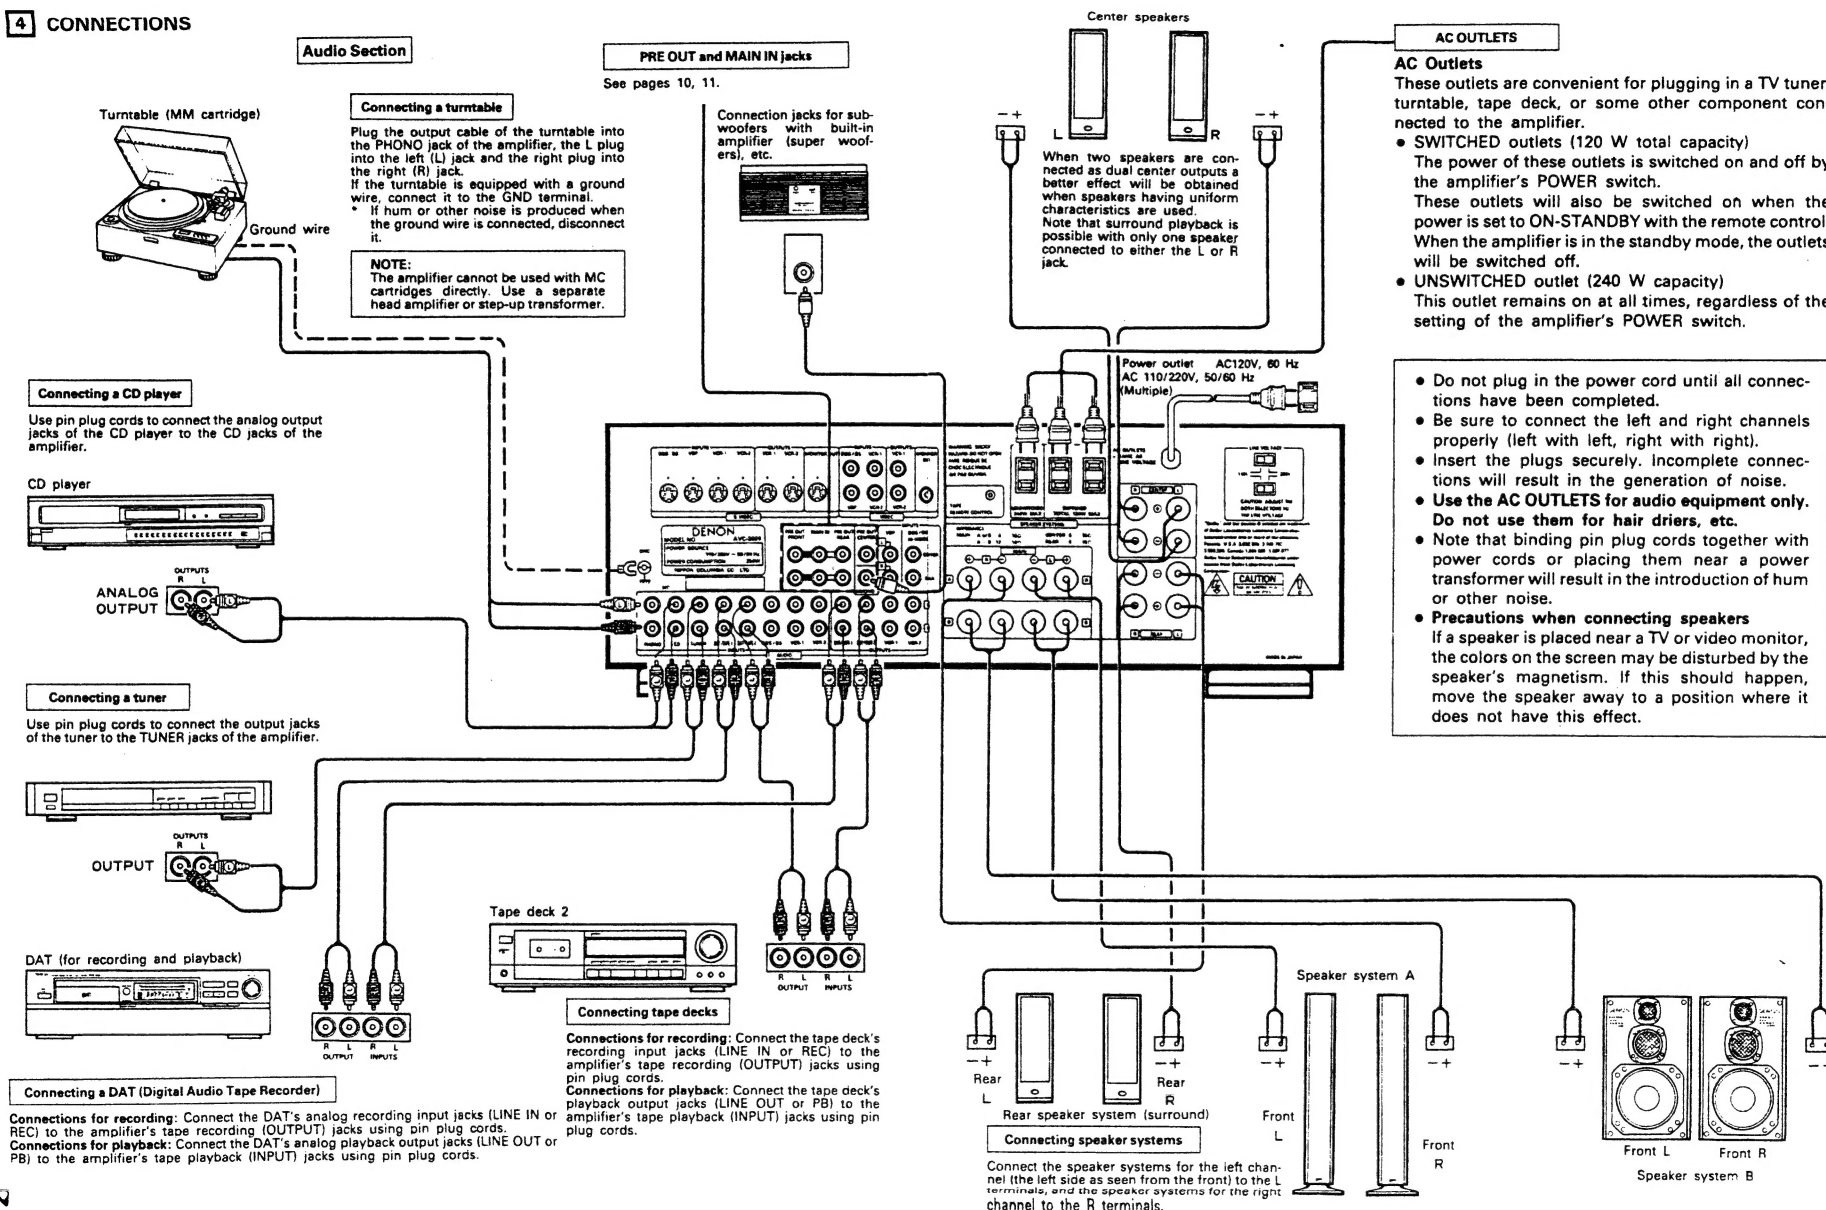 4 CONNECTIONS
Audio Section
Turntable (MM cartridge)
Ground wire
Connecting a turntable
Plug the output cable of the turntable into
the PHONO jack of the amplifier, the L plug
into the left (L) jack and the right plug into
the right (R) jack.
If the turntable is equipped with a ground
wire, connect it to the GND terminal.
* If hum or other noise is produced when
the ground wire is connected, disconnect
it.
NOTE:
The amplifier cannot be used with MC
cartridges directly. Use a separate
head amplifier or step-up transformer.
PRE OUT and MAIN IN jacks
See pages 10, 11.
Connection jacks for sub-
woofers with built-in
amplifier (super woof-
ers), etc.
Center speakers
- +
L
R
- +
When two speakers are con-
nected as dual center outputs a
better effect will be obtained
when speakers having uniform
characteristics are used.
Note that surround playback is
possible with only one speaker
connected to either the L or R
jack.
AC OUTLETS
AC Outlets
These outlets are convenient for plugging in a TV tuner
turntable, tape deck, or some other component con
nected to the amplifier.
● SWITCHED outlets (120 W total capacity)
The power of these outlets is switched on and off by
the amplifier's POWER switch.
These outlets will also be switched on when the
power is set to ON-STANDBY with the remote control
When the amplifier is in the standby mode, the outlets
will be switched off.
● UNSWITCHED outlet (240 W capacity)
This outlet remains on at all times, regardless of the
setting of the amplifier's POWER switch.
Power outlet AC120V, 60 Hz
AC 110/220V, 50/60 Hz
(Multiple)
● Do not plug in the power cord until all connec-
tions have been completed.
● Be sure to connect the left and right channels
properly (left with left, right with right).
● Insert the plugs securely. Incomplete connec-
tions will result in the generation of noise.
● Use the AC OUTLETS for audio equipment only.
Do not use them for hair driers, etc.
● Note that binding pin plug cords together with
power cords or placing them near a power
transformer will result in the introduction of hum
or other noise.
● Precautions when connecting speakers
If a speaker is placed near a TV or video monitor,
the colors on the screen may be disturbed by the
speaker's magnetism. If this should happen,
move the speaker away to a position where it
does not have this effect.
Connecting a CD player
Use pin plug cords to connect the analog output
jacks of the CD player to the CD jacks of the
amplifier.
CD player
OUTPUTS
R L
ANALOG
OUTPUT
DENON
MODEL NO
POWER SOURCE
POWER CONSUMPTION
CAUTION
AUDIO
Connecting a tuner
Use pin plug cords to connect the output jacks
of the tuner to the TUNER jacks of the amplifier.
OUTPUTS
R L
OUTPUT
DAT (for recording and playback)
R L R L
OUTPUT INPUTS
Connecting a DAT (Digital Audio Tape Recorder)
Connections for recording: Connect the DAT's analog recording input jacks (LINE IN or
REC) to the amplifier's tape recording (OUTPUT) jacks using pin plug cords.
Connections for playback: Connect the DAT's analog playback output jacks (LINE OUT or
PB) to the amplifier's tape playback (INPUT) jacks using pin plug cords.
Tape deck 2
R L R L
OUTPUT INPUTS
Connecting tape decks
Connections for recording: Connect the tape deck's
recording input jacks (LINE IN or REC) to the
amplifier's tape recording (OUTPUT) jacks using
pin plug cords.
Connections for playback: Connect the tape deck's
playback output jacks (LINE OUT or PB) to the
amplifier's tape playback (INPUT) jacks using pin
plug cords.
- +
Rear
L
- +
Rear
R
Rear speaker system (surround)
Connecting speaker systems
Connect the speaker systems for the left chan-
nel (the left side as seen from the front) to the L
terminals, and the speaker systems for the right
channel to the R terminals.
Speaker system A
- +
Front
L
- +
Front
R
- +
Front L
Front R
Speaker system B